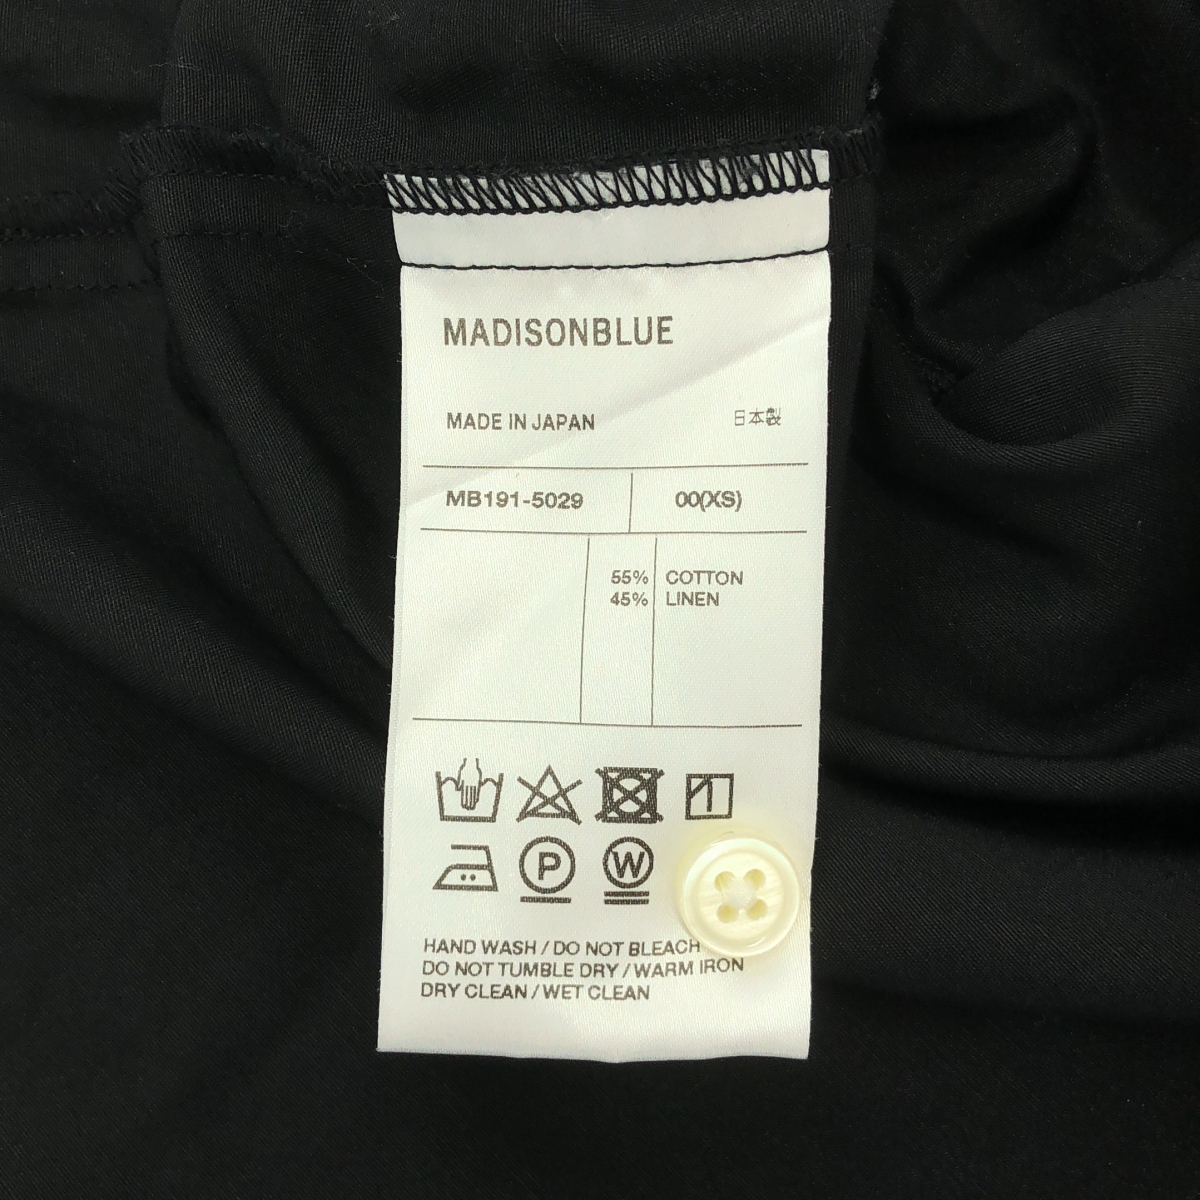 MADISONBLUE
MADE IN JAPAN 日本製
MB191-5029 00(XS)
55% COTTON
45% LINEN
P W
HAND WASH / DO NOT BLEACH
DO NOT TUMBLE DRY / WARM IRON
DRY CLEAN / WET CLEAN